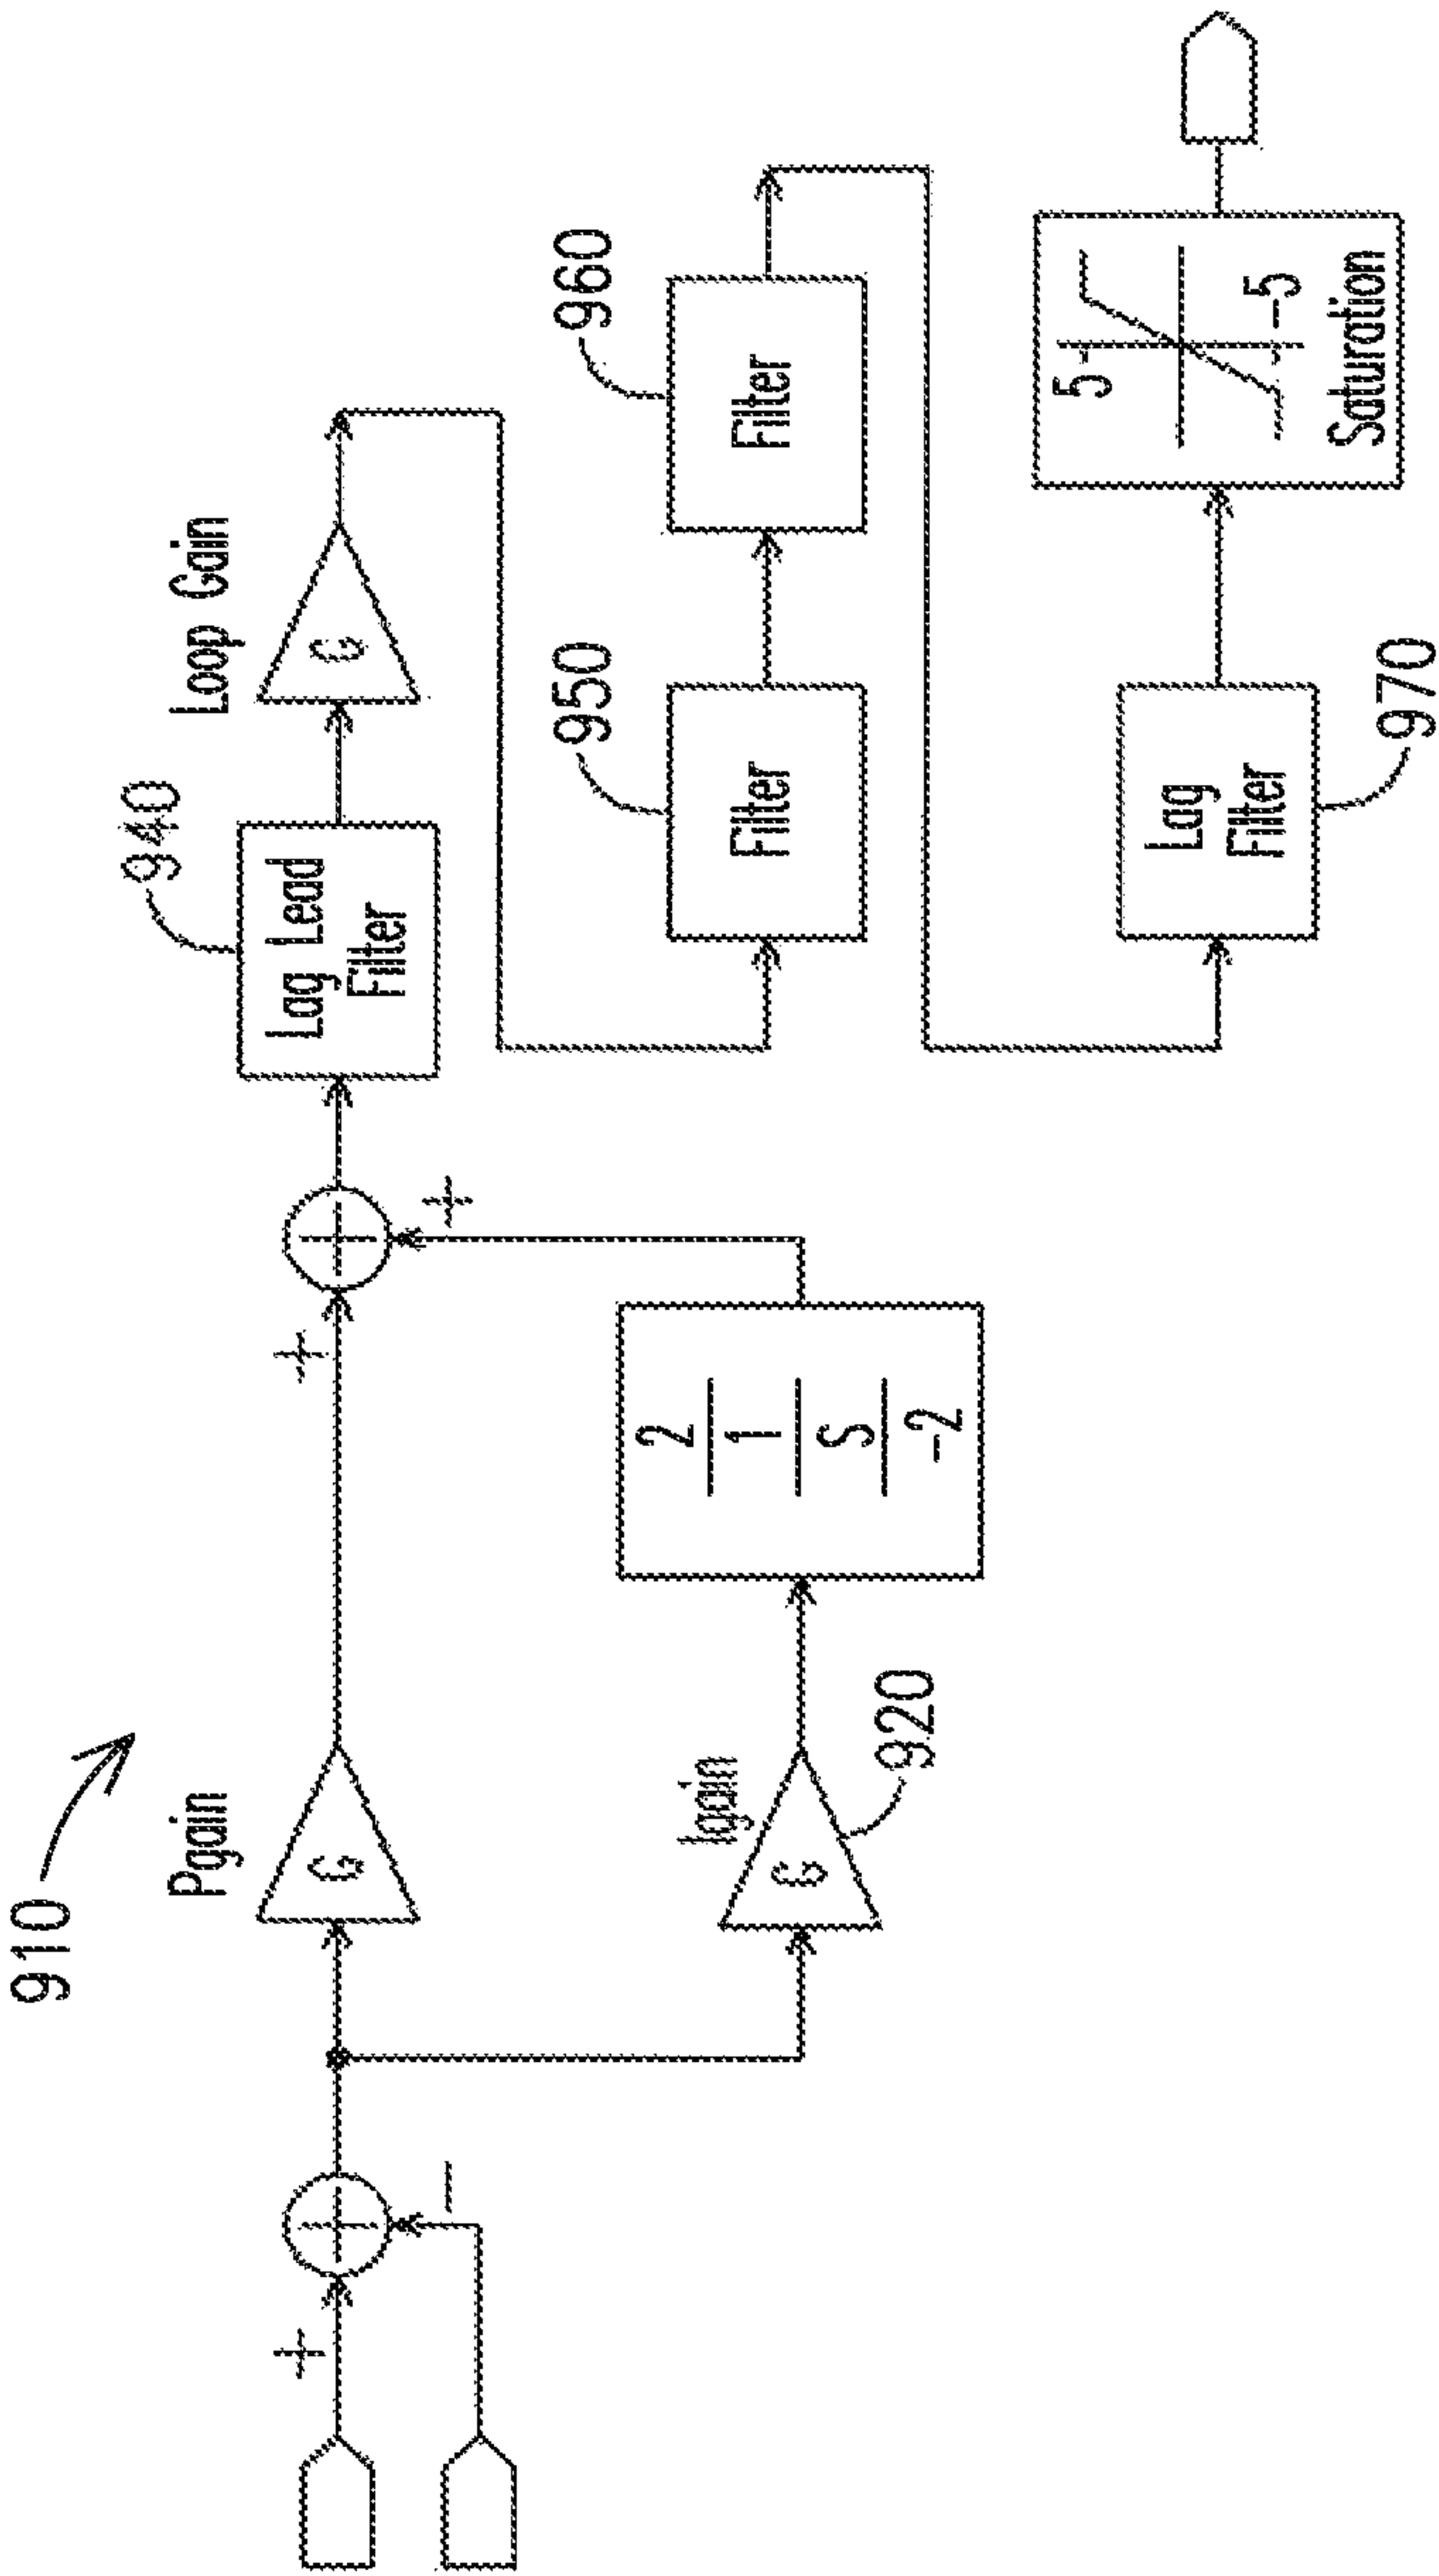 910
Pgain
G
+
−
+
+
Igain
G
920
2
1
S
-2
940
Lag Lead
Filter
Loop Gain
G
950
Filter
960
Filter
Lag
Filter
970
5
-5
Saturation